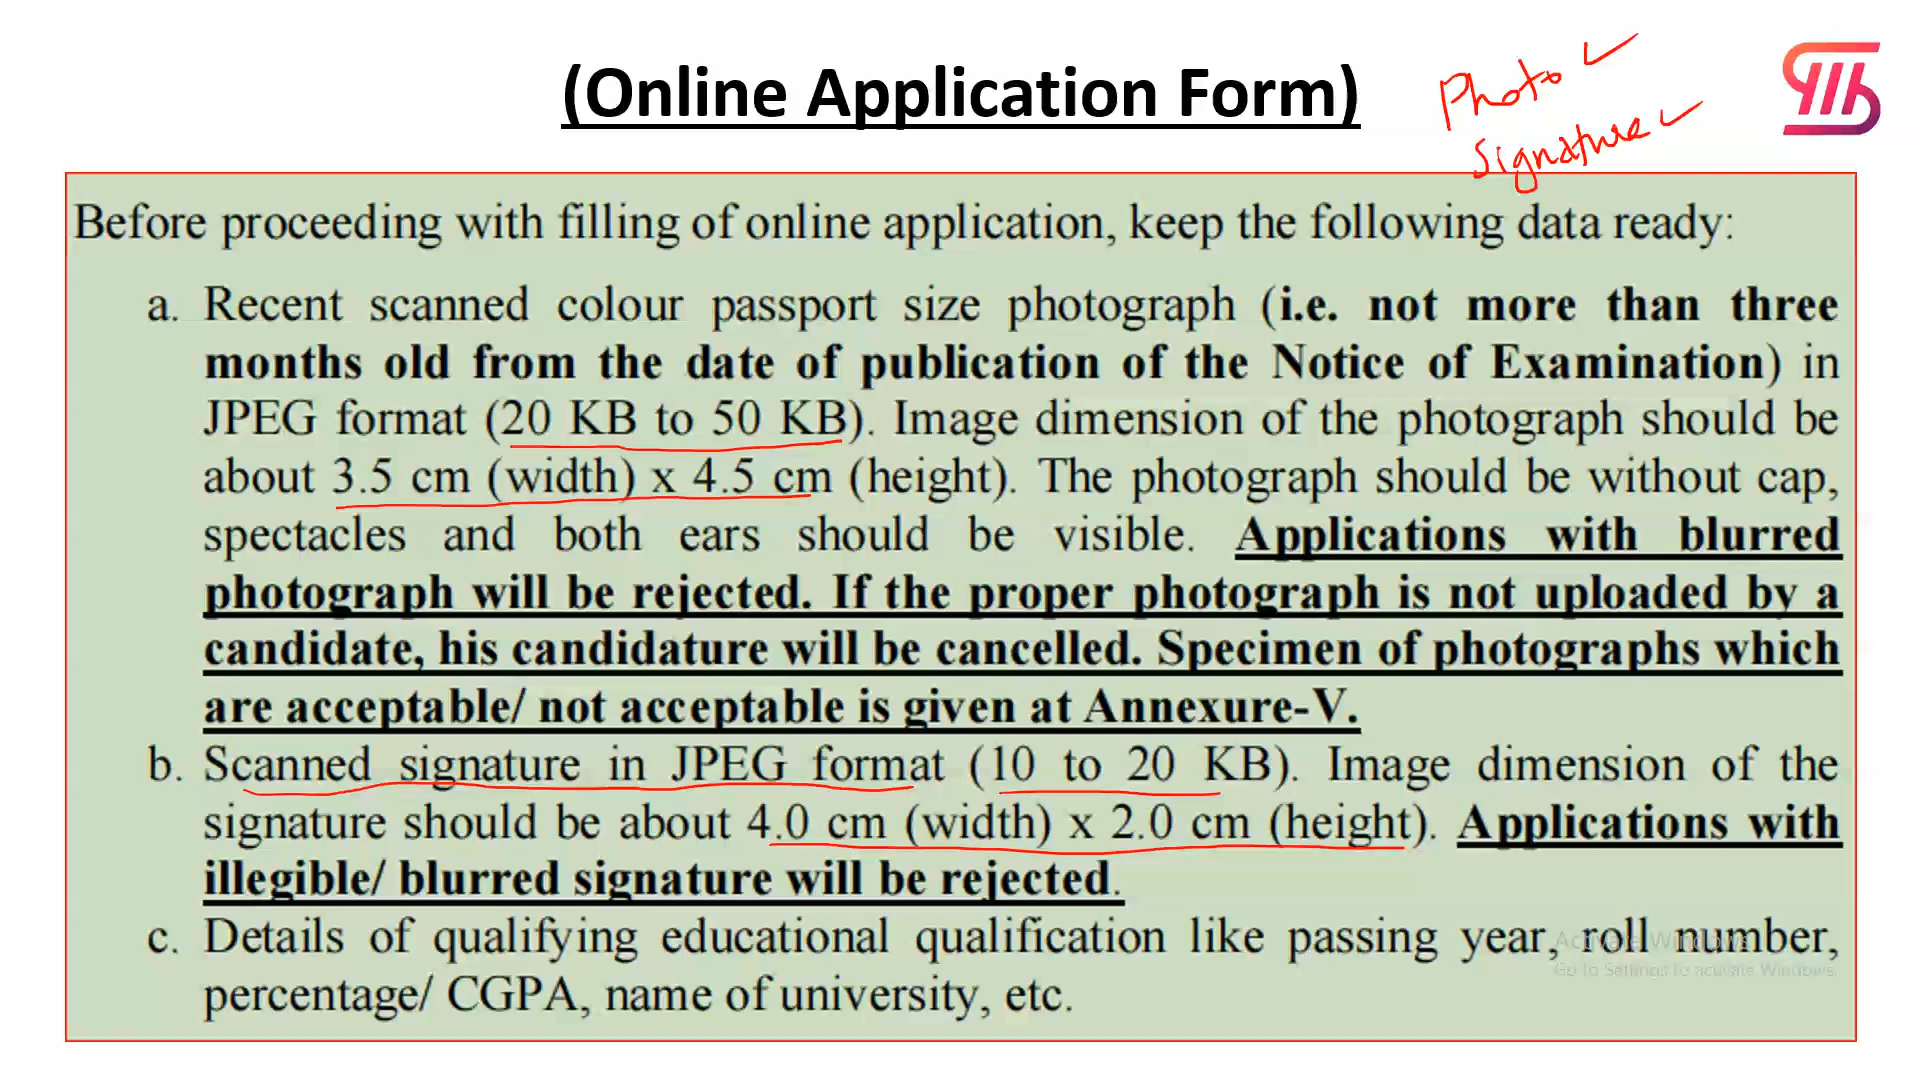 (Online Application Form)
Photo ✓
Signature ✓
Before proceeding with filling of online application, keep the following data ready:
a. Recent scanned colour passport size photograph (i.e. not more than three
months old from the date of publication of the Notice of Examination) in
JPEG format (20 KB to 50 KB). Image dimension of the photograph should be
about 3.5 cm (width) x 4.5 cm (height). The photograph should be without cap,
spectacles and both ears should be visible. Applications with blurred
photograph will be rejected. If the proper photograph is not uploaded by a
candidate, his candidature will be cancelled. Specimen of photographs which
are acceptable/ not acceptable is given at Annexure-V.
b. Scanned signature in JPEG format (10 to 20 KB). Image dimension of the
signature should be about 4.0 cm (width) x 2.0 cm (height). Applications with
illegible/ blurred signature will be rejected.
c. Details of qualifying educational qualification like passing year, roll number,
percentage/ CGPA, name of university, etc.
Activate Windows
Go to Settings to activate Windows.